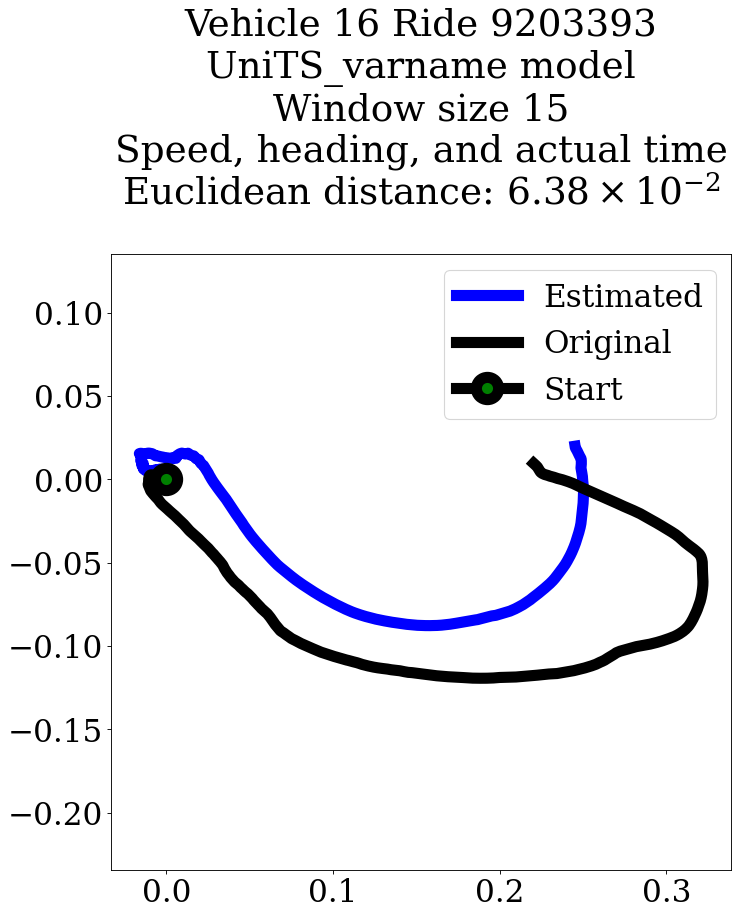 Vehicle 16 Ride 9203393
UniTS_varname model
Window size 15
Speed, heading, and actual time
Euclidean distance: 6.38 × 10⁻²
Estimated
Original
Start
0.10
0.05
0.00
−0.05
−0.10
−0.15
−0.20
0.0 0.1 0.2 0.3